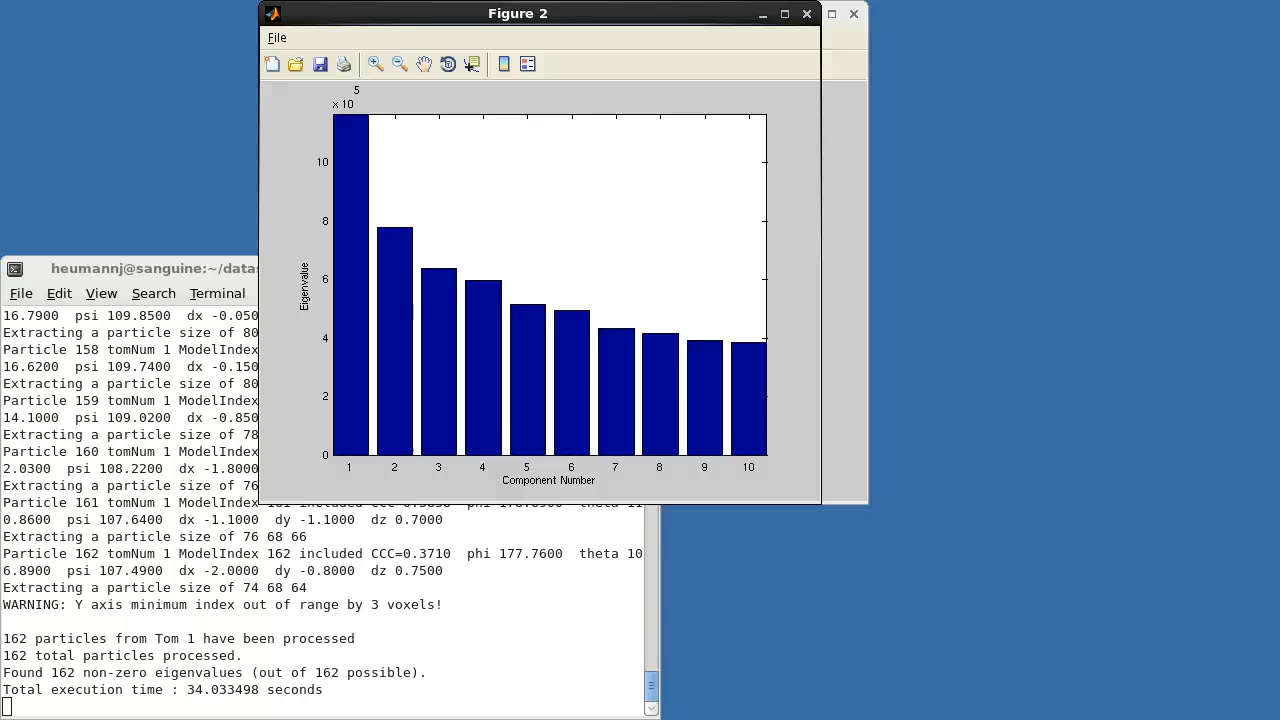 Figure 2
File
5
x 10
10
8
6
4
2
0
Eigenvalue
1 2 3 4 5 6 7 8 9 10
Component Number
heumannj@sanguine:~/datas
File Edit View Search Terminal
16.7900 psi 109.8500 dx -0.050
Extracting a particle size of 80
Particle 158 tomNum 1 ModelIndex
16.6200 psi 109.7400 dx -0.150
Extracting a particle size of 80
Particle 159 tomNum 1 ModelIndex
14.1000 psi 109.0200 dx -0.850
Extracting a particle size of 78
Particle 160 tomNum 1 ModelIndex
2.0300 psi 108.2200 dx -1.8000
Extracting a particle size of 76
Particle 161 tomNum 1 ModelIndex 161 included
0.8600 psi 107.6400 dx -1.1000 dy -1.1000 dz 0.7000
Extracting a particle size of 76 68 66
Particle 162 tomNum 1 ModelIndex 162 included CCC=0.3710 phi 177.7600 theta 10
6.8900 psi 107.4900 dx -2.0000 dy -0.8000 dz 0.7500
Extracting a particle size of 74 68 64
WARNING: Y axis minimum index out of range by 3 voxels!
162 particles from Tom 1 have been processed
162 total particles processed.
Found 162 non-zero eigenvalues (out of 162 possible).
Total execution time : 34.033498 seconds